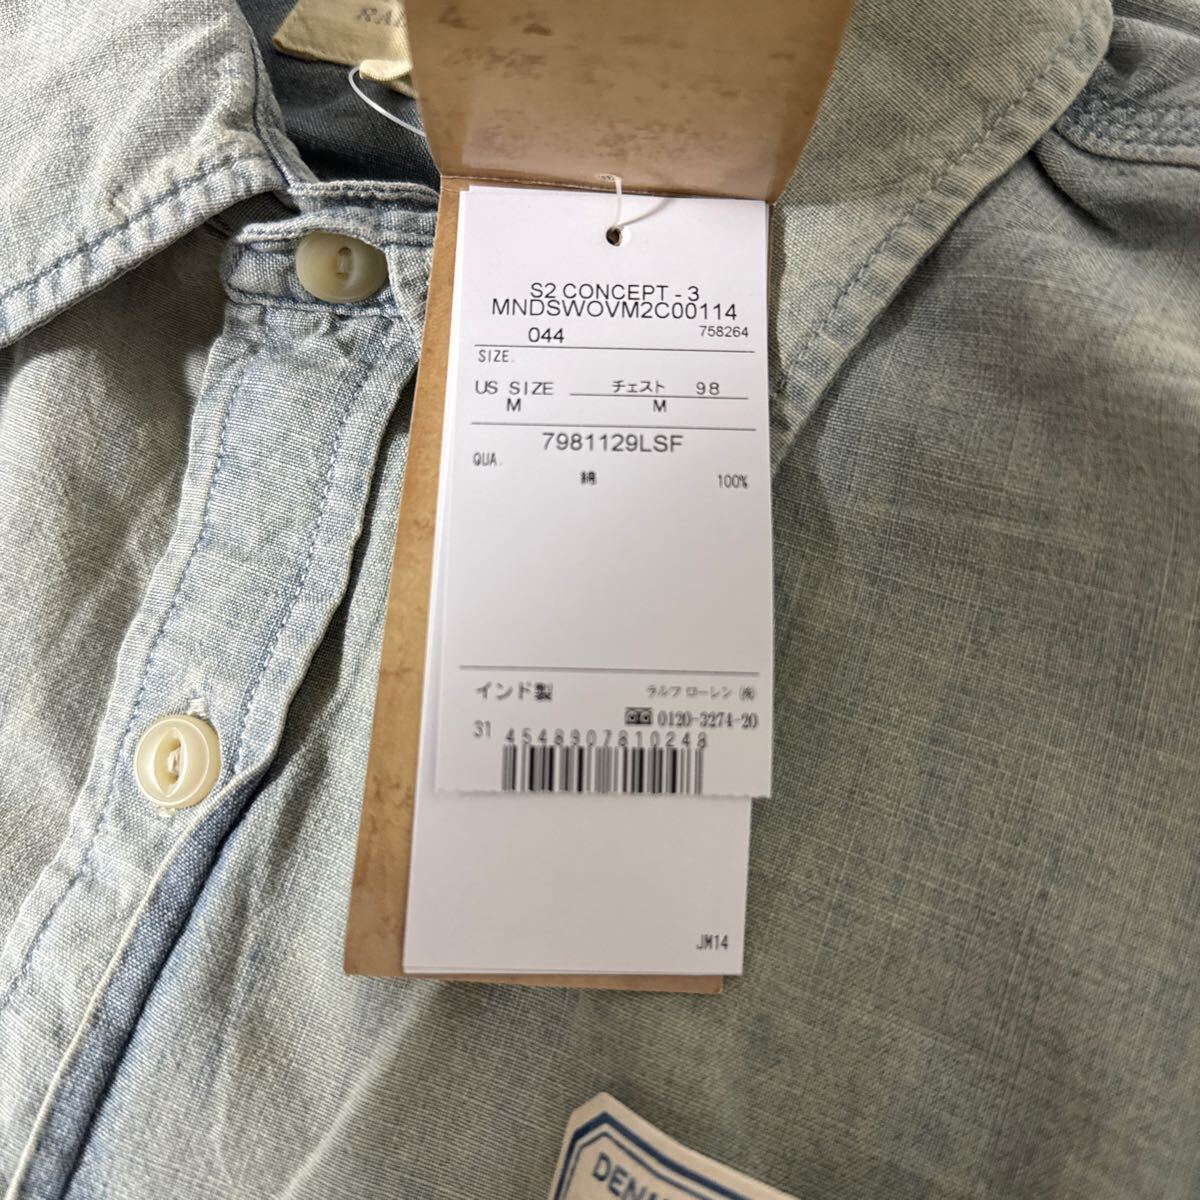 S2 CONCEPT - 3
MNDSWOVM2C00114
044 758264
SIZE.
US SIZE チェスト 98
M M
7981129LSF
QUA.
綿 100%
インド製 ラルフ ローレン (株)
0120-3274-20
31 4548907810248
JM14